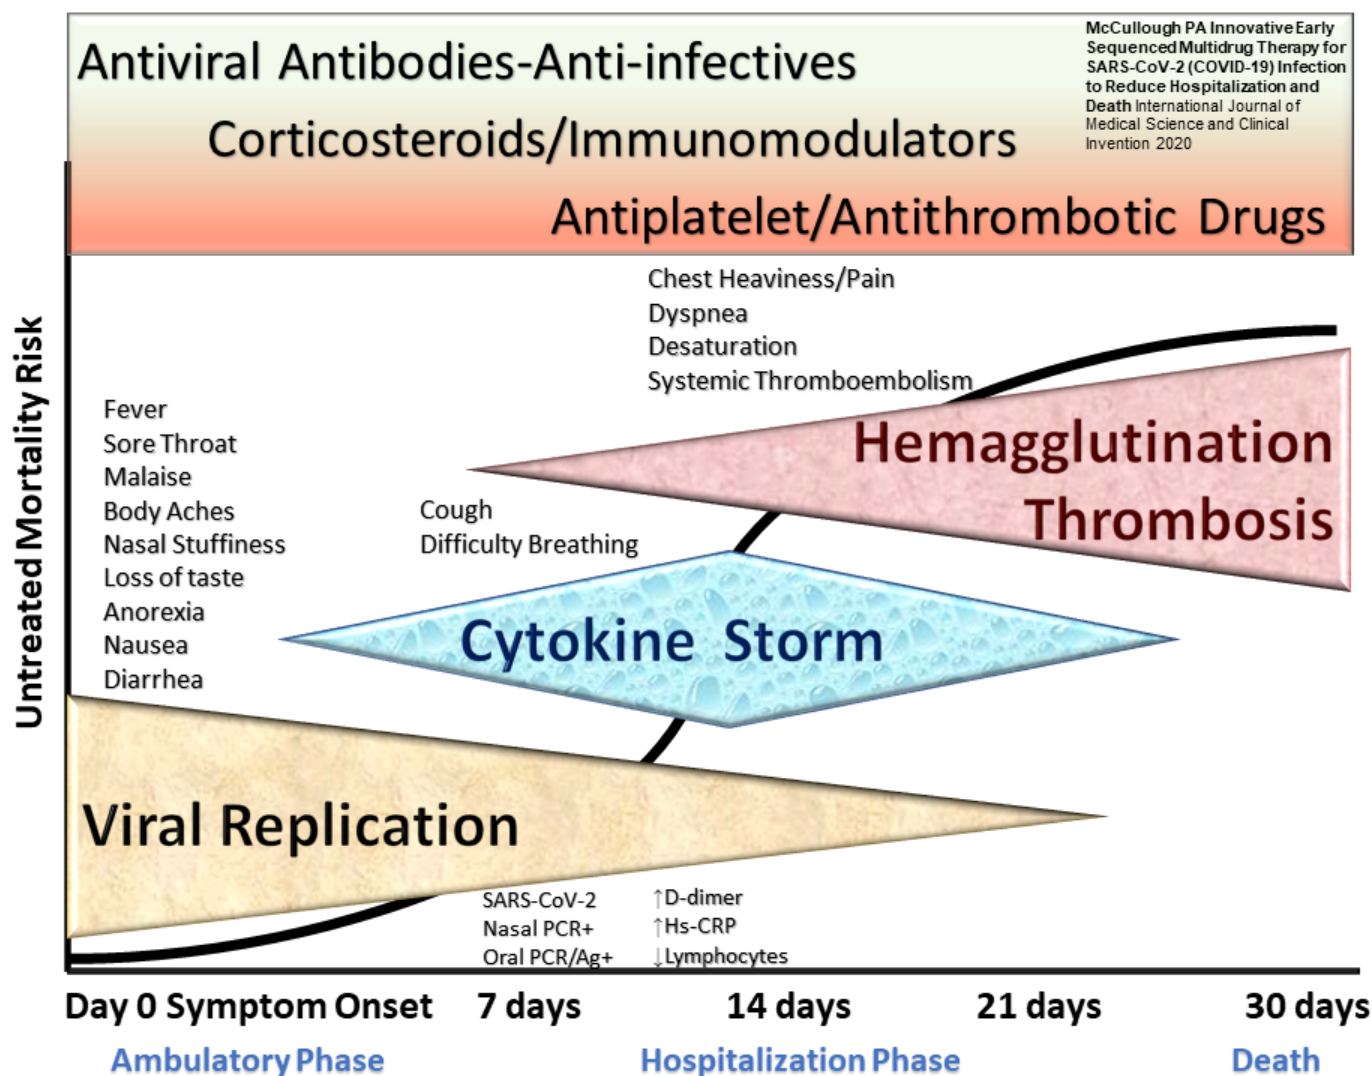 Antiviral Antibodies-Anti-infectives
Corticosteroids/Immunomodulators
Antiplatelet/Antithrombotic Drugs
McCullough PA Innovative Early
Sequenced Multidrug Therapy for
SARS-CoV-2 (COVID-19) Infection
to Reduce Hospitalization and
Death International Journal of
Medical Science and Clinical
Invention 2020
Untreated Mortality Risk
Chest Heaviness/Pain
Dyspnea
Desaturation
Systemic Thromboembolism
Fever
Sore Throat
Malaise
Body Aches
Nasal Stuffiness
Loss of taste
Anorexia
Nausea
Diarrhea
Cough
Difficulty Breathing
Hemagglutination
Thrombosis
Cytokine Storm
Viral Replication
SARS-CoV-2
Nasal PCR+
Oral PCR/Ag+
↑D-dimer
↑Hs-CRP
↓Lymphocytes
Day 0 Symptom Onset 7 days 14 days 21 days 30 days
Ambulatory Phase Hospitalization Phase Death